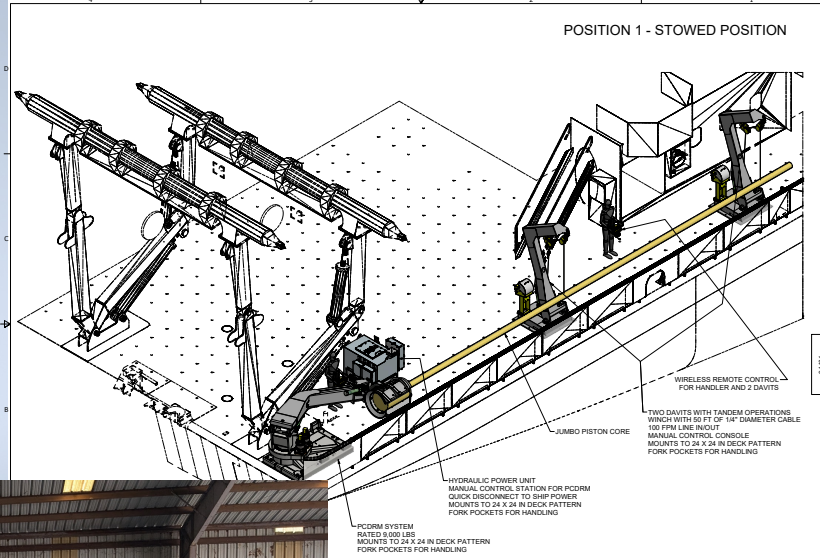 POSITION 1 - STOWED POSITION
D
C
B
WIRELESS REMOTE CONTROL
FOR HANDLER AND 2 DAVITS
TWO DAVITS WITH TANDEM OPERATIONS
WINCH WITH 50 FT OF 1/4" DIAMETER CABLE
100 FPM LINE IN/OUT
MANUAL CONTROL CONSOLE
MOUNTS TO 24 X 24 IN DECK PATTERN
FORK POCKETS FOR HANDLING
JUMBO PISTON CORE
HYDRAULIC POWER UNIT
MANUAL CONTROL STATION FOR PCDRM
QUICK DISCONNECT TO SHIP POWER
MOUNTS TO 24 X 24 IN DECK PATTERN
FORK POCKETS FOR HANDLING
PCDRM SYSTEM
RATED 9,000 LBS
MOUNTS TO 24 X 24 IN DECK PATTERN
FORK POCKETS FOR HANDLING